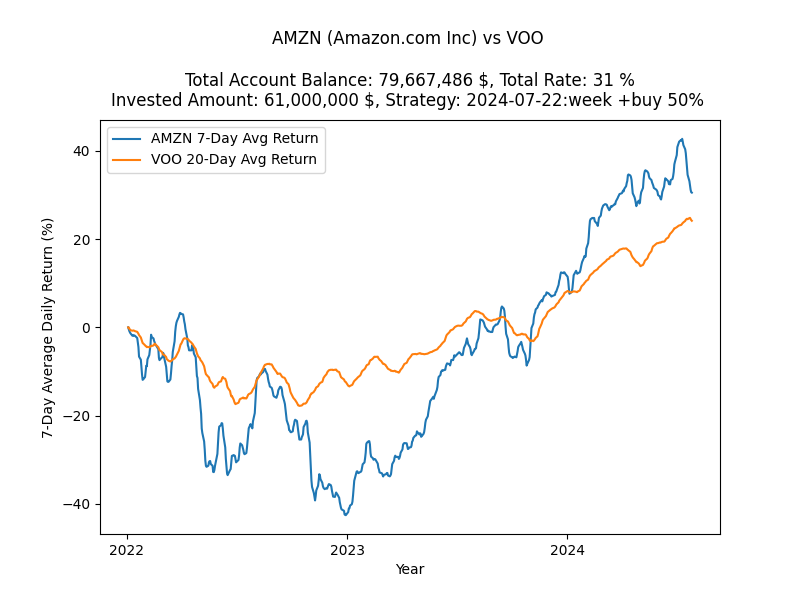 AMZN (Amazon.com Inc) vs VOO
Total Account Balance: 79,667,486 $, Total Rate: 31 %
Invested Amount: 61,000,000 $, Strategy: 2024-07-22:week +buy 50%
AMZN 7-Day Avg Return
VOO 20-Day Avg Return
7-Day Average Daily Return (%)
40
20
0
−20
−40
2022
2023
2024
Year